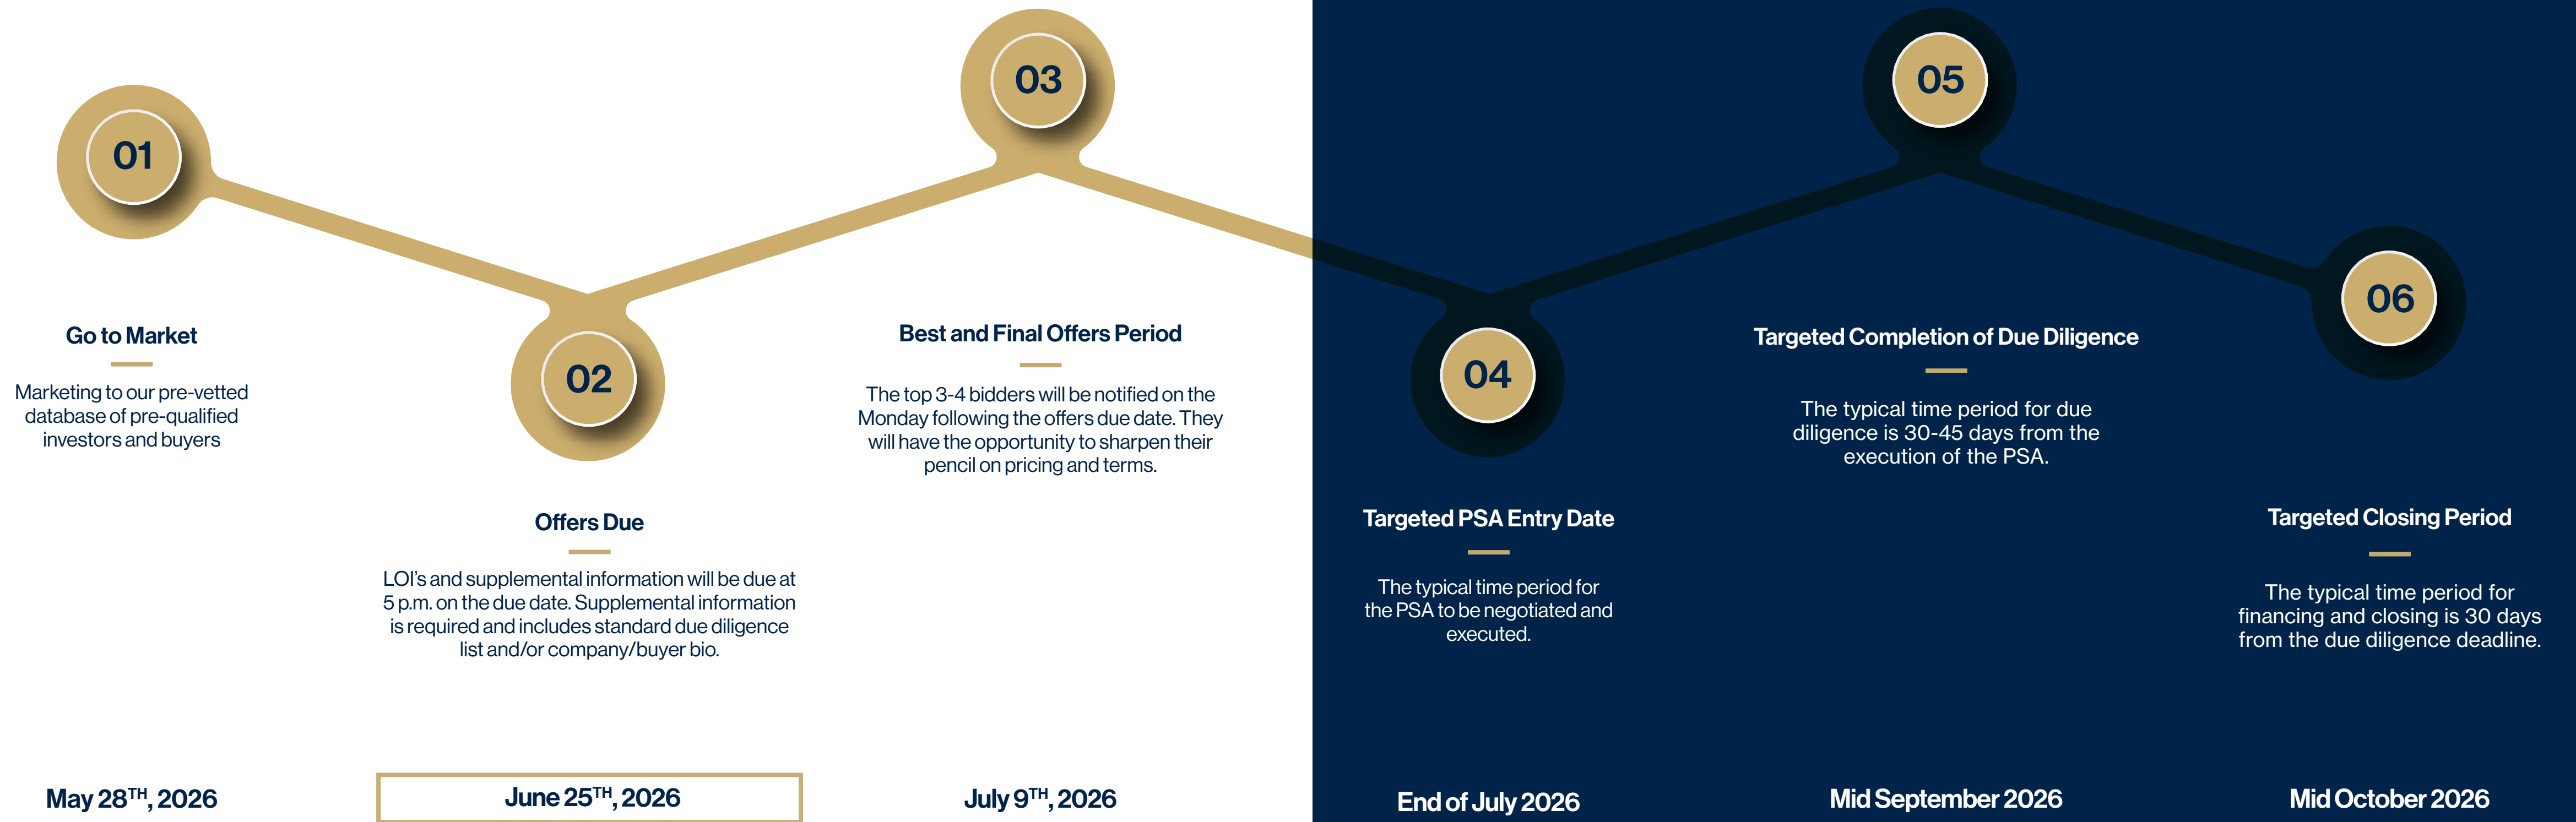 01
Go to Market
Marketing to our pre-vetted
database of pre-qualified
investors and buyers
May 28TH, 2026
02
Offers Due
LOI's and supplemental information will be due at
5 p.m. on the due date. Supplemental information
is required and includes standard due diligence
list and/or company/buyer bio.
June 25TH, 2026
03
Best and Final Offers Period
The top 3-4 bidders will be notified on the
Monday following the offers due date. They
will have the opportunity to sharpen their
pencil on pricing and terms.
July 9TH, 2026
04
Targeted PSA Entry Date
The typical time period for
the PSA to be negotiated and
executed.
End of July 2026
05
Targeted Completion of Due Diligence
The typical time period for due
diligence is 30-45 days from the
execution of the PSA.
Mid September 2026
06
Targeted Closing Period
The typical time period for
financing and closing is 30 days
from the due diligence deadline.
Mid October 2026